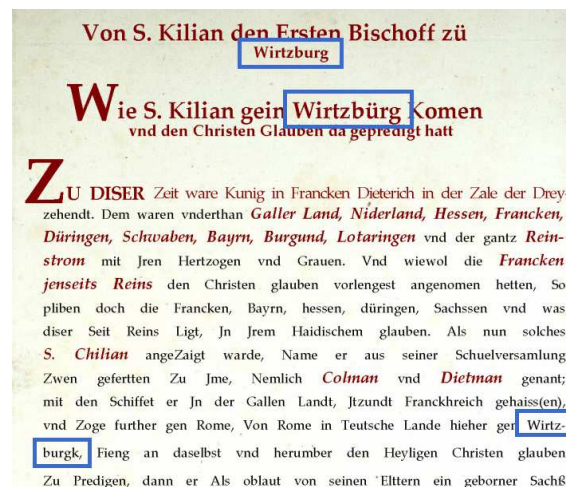 Von S. Kilian den Ersten Bischoff zü
Wirtzburg
Wie S. Kilian gein Wirtzbürg Komen
vnd den Christen Glauben da gepredigt hatt
ZU DISER Zeit ware Kunig in Francken Dieterich in der Zale der Drey-
zehendt. Dem waren vnderthan Galler Land, Niderland, Hessen, Francken,
Düringen, Schwaben, Bayrn, Burgund, Lotaringen vnd der gantz Rein-
strom mit Jren Hertzogen vnd Grauen. Vnd wiewol die Francken
jenseits Reins den Christen glauben vorlengest angenomen hetten, So
pliben doch die Francken, Bayrn, hessen, düringen, Sachssen vnd was
diser Seit Reins Ligt, Jn Jrem Haidischem glauben. Als nun solches
S. Chilian angeZaigt warde, Name er aus seiner Schuelversamlung
Zwen gefertten Zu Jme, Nemlich Colman vnd Dietman genant;
mit den Schiffet er Jn der Gallen Landt, Jtzundt Franckhreich gehaiss(en),
vnd Zoge further gen Rome, Von Rome in Teutsche Lande hieher gen Wirtz-
burgk, Fieng an daselbst vnd herumber den Heyligen Christen glauben
Zu Predigen, dann er Als oblaut von seinen Elttern ein geborner Sachß